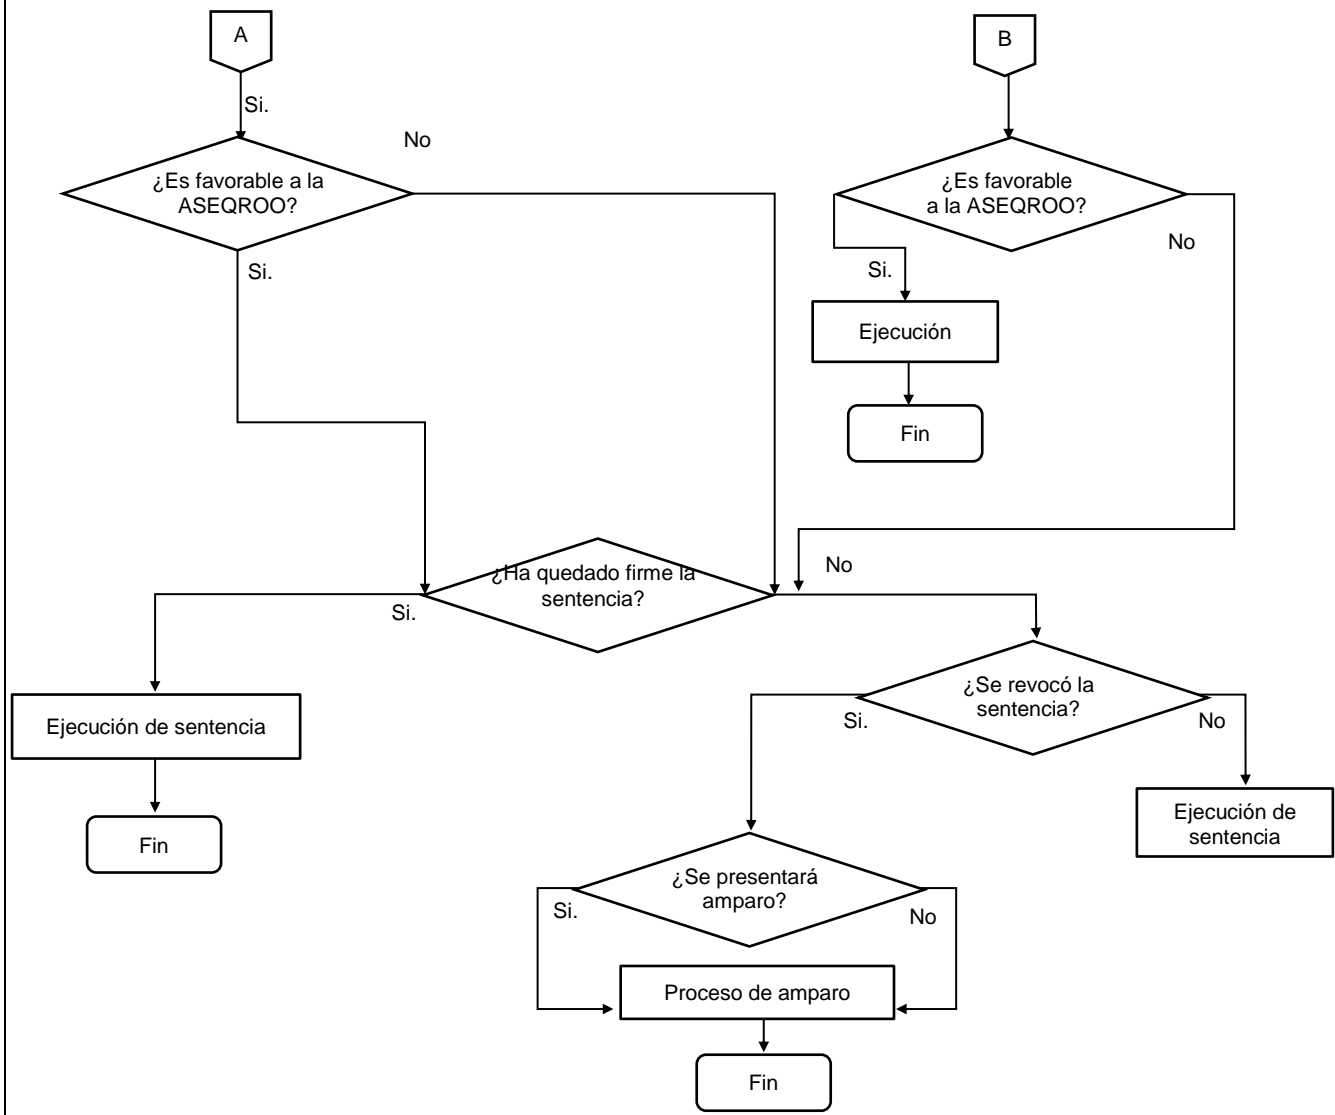 A
B
Si.
No
¿Es favorable a la
ASEQROO?
¿Es favorable
a la ASEQROO?
No
Si.
Si.
Ejecución
Fin
No
¿Ha quedado firme la
sentencia?
Si.
¿Se revocó la
sentencia?
Si.
No
Ejecución de sentencia
Ejecución de
sentencia
Fin
¿Se presentará
amparo?
Si.
No
Proceso de amparo
Fin